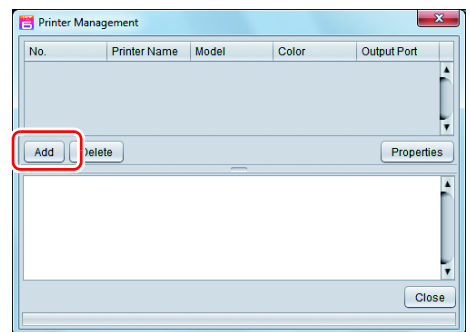 Printer Management
No. Printer Name Model Color Output Port
Add Delete Properties
Close